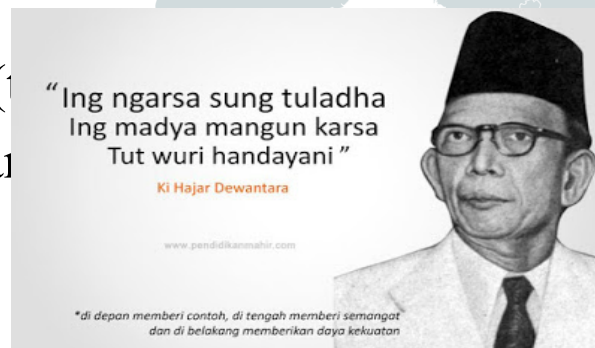 “Ing ngarsa sung tuladha
Ing madya mangun karsa
Tut wuri handayani”
Ki Hajar Dewantara
www.pendidikanmahir.com
*di depan memberi contoh, di tengah memberi semangat
dan di belakang memberikan daya kekuatan